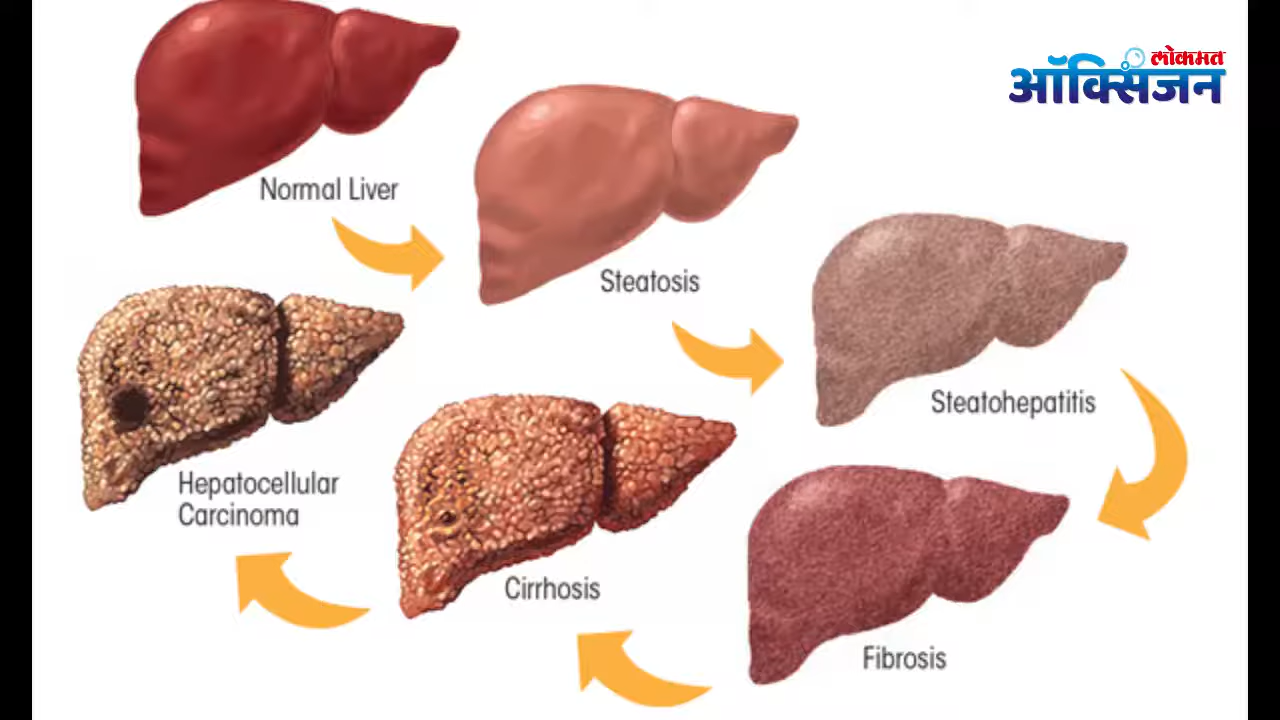 लोकमत
ऑक्सिजन
Normal Liver
Steatosis
Steatohepatitis
Fibrosis
Cirrhosis
Hepatocellular
Carcinoma